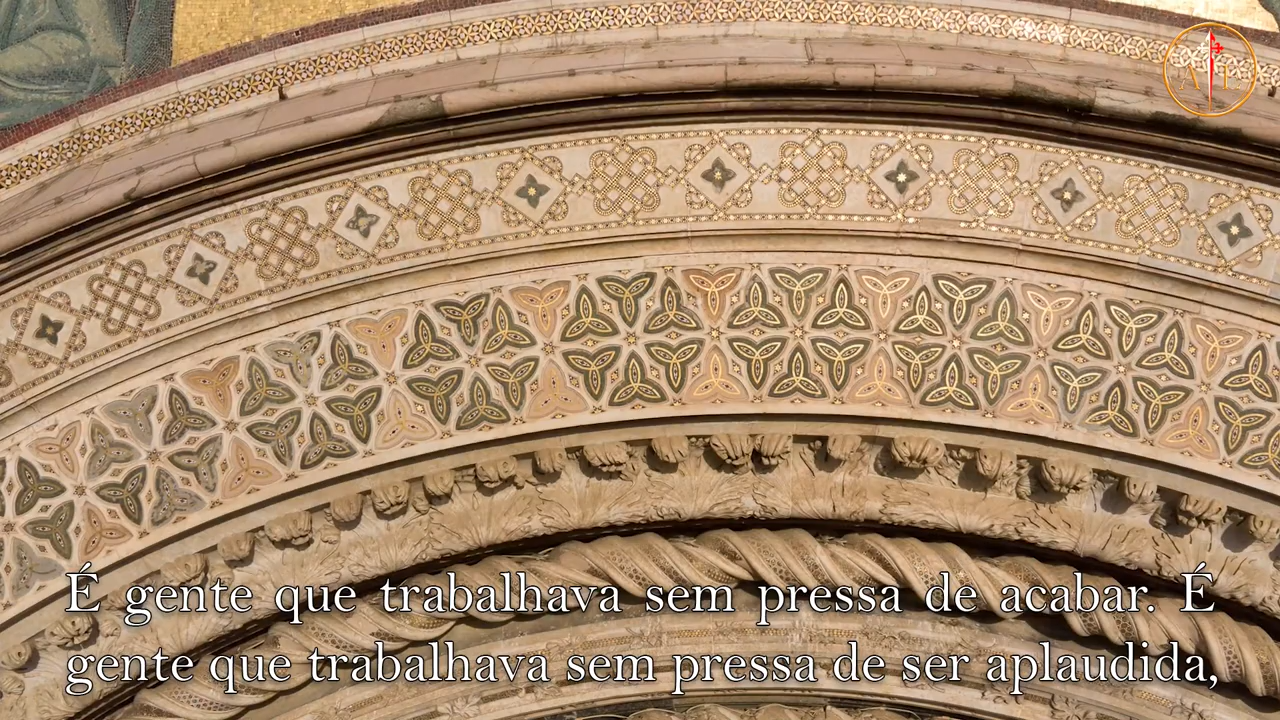 A L
É gente que trabalhava sem pressa de acabar. É
gente que trabalhava sem pressa de ser aplaudida,